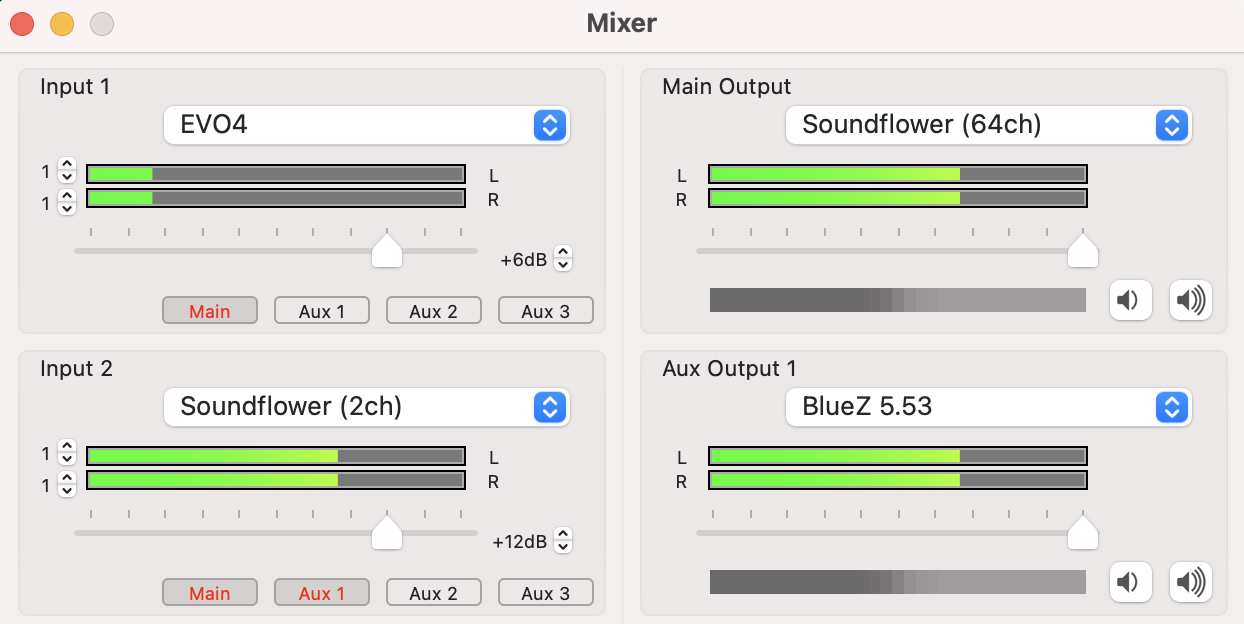 Mixer
Input 1
EVO4
1
L
1
R
+6dB
Main
Aux 1
Aux 2
Aux 3
Input 2
Soundflower (2ch)
1
L
1
R
+12dB
Main
Aux 1
Aux 2
Aux 3
Main Output
Soundflower (64ch)
L
R
Aux Output 1
BlueZ 5.53
L
R